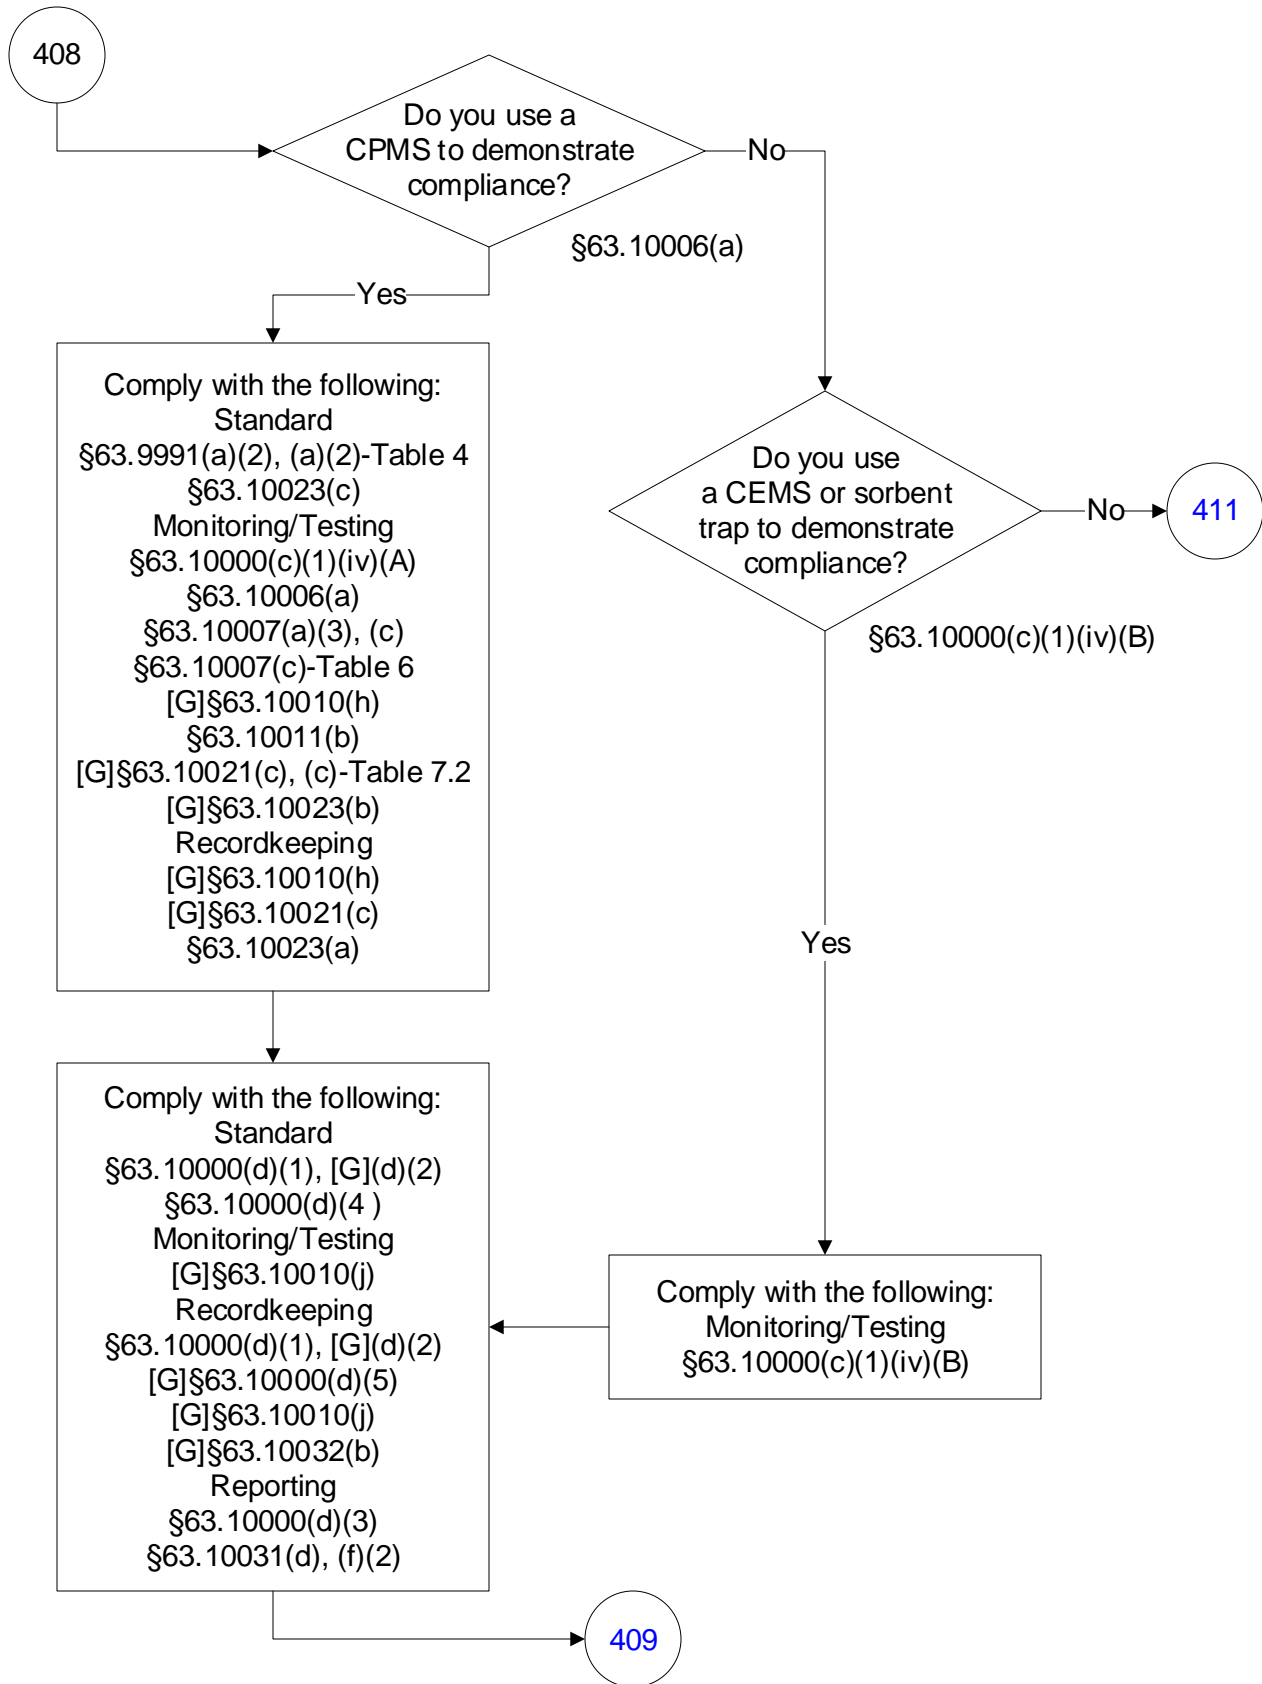 408
Do you use a
CPMS to demonstrate
compliance?
No
§63.10006(a)
Yes
Comply with the following:
Standard
§63.9991(a)(2), (a)(2)-Table 4
§63.10023(c)
Monitoring/Testing
§63.10000(c)(1)(iv)(A)
§63.10006(a)
§63.10007(a)(3), (c)
§63.10007(c)-Table 6
[G]§63.10010(h)
§63.10011(b)
[G]§63.10021(c), (c)-Table 7.2
[G]§63.10023(b)
Recordkeeping
[G]§63.10010(h)
[G]§63.10021(c)
§63.10023(a)
Do you use
a CEMS or sorbent
trap to demonstrate
compliance?
No
411
§63.10000(c)(1)(iv)(B)
Yes
Comply with the following:
Monitoring/Testing
§63.10000(c)(1)(iv)(B)
Comply with the following:
Standard
§63.10000(d)(1), [G](d)(2)
§63.10000(d)(4 )
Monitoring/Testing
[G]§63.10010(j)
Recordkeeping
§63.10000(d)(1), [G](d)(2)
[G]§63.10000(d)(5)
[G]§63.10010(j)
[G]§63.10032(b)
Reporting
§63.10000(d)(3)
§63.10031(d), (f)(2)
409